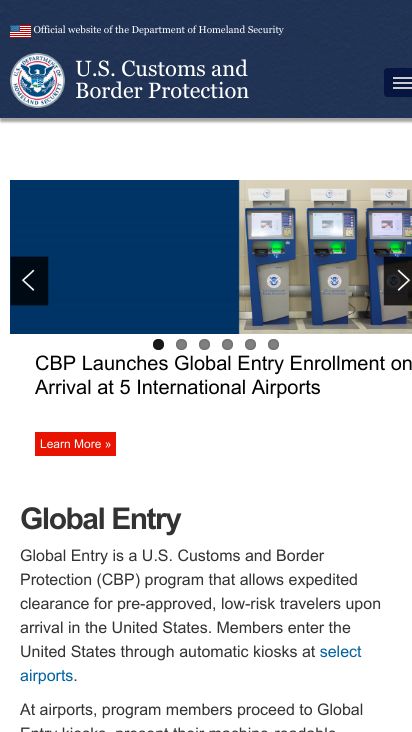 Official website of the Department of Homeland Security
U.S. Customs and
Border Protection
CBP Launches Global Entry Enrollment on
Arrival at 5 International Airports
Learn More »
Global Entry
Global Entry is a U.S. Customs and Border
Protection (CBP) program that allows expedited
clearance for pre-approved, low-risk travelers upon
arrival in the United States. Members enter the
United States through automatic kiosks at select
airports.
At airports, program members proceed to Global
Entry kiosks, present their machine-readable